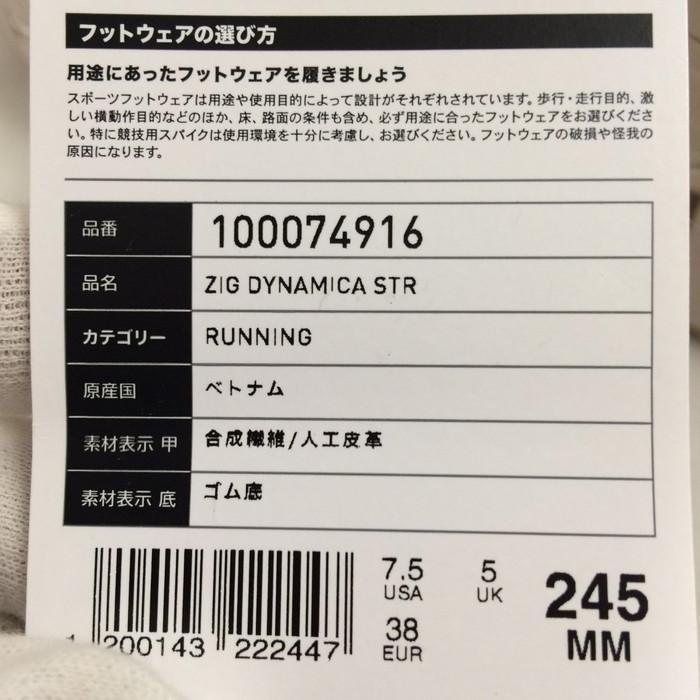 フットウェアの選び方
用途にあったフットウェアを履きましょう
スポーツフットウェアは用途や使用目的によって設計がそれぞれされています。歩行・走行目的、激
しい横動作目的などのほか、床、路面の条件も含め、必ず用途に合ったフットウェアをお選びくださ
い。特に競技用スパイクは使用環境を十分に考慮し、お選びください。フットウェアの破損や怪我の
原因になります。
品番 100074916
品名 ZIG DYNAMICA STR
カテゴリー RUNNING
原産国 ベトナム
素材表示 甲 合成繊維/人工皮革
素材表示 底 ゴム底
7.5 5 245
USA UK MM
38
EUR
1 200143 222447